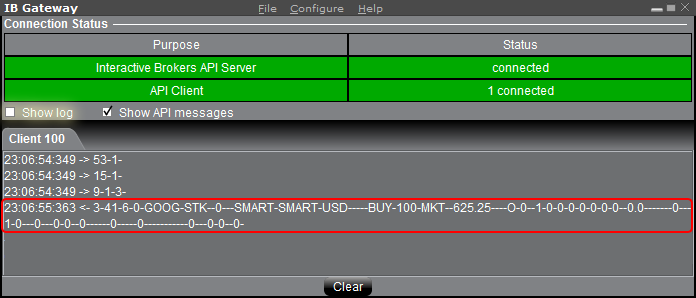 IB Gateway File Configure Help
Connection Status
Purpose Status
Interactive Brokers API Server connected
API Client 1 connected
Show log Show API messages
Client 100
23:06:54:349 -> 53-1-
23:06:54:349 -> 15-1-
23:06:54:349 -> 9-1-3-
23:06:55:363 <- 3-41-6-0-GOOG-STK--0---SMART-SMART-USD-----BUY-100-MKT--625.25----O-0--1-0-0-0-0-0-0--0.0-------0---
1-0---0---0-0--0------0-----0-----------0---0-0--0-
Clear